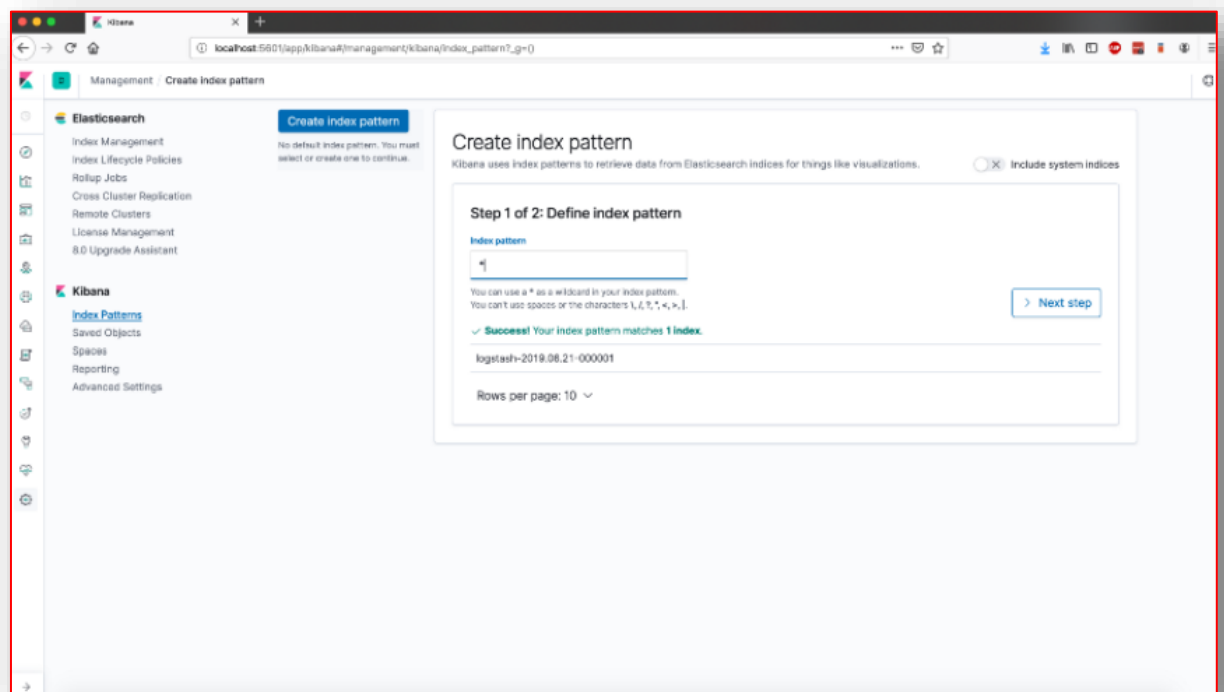 Kibana
localhost:5601/app/kibana#/management/kibana/index_pattern?_g=()
Management / Create index pattern
Elasticsearch
Index Management
Index Lifecycle Policies
Rollup Jobs
Cross Cluster Replication
Remote Clusters
License Management
8.0 Upgrade Assistant
Kibana
Index Patterns
Saved Objects
Spaces
Reporting
Advanced Settings
Create index pattern
No default index pattern. You must
select or create one to continue.
Create index pattern
Kibana uses index patterns to retrieve data from Elasticsearch indices for things like visualizations.
Include system indices
Step 1 of 2: Define index pattern
Index pattern
*
You can use a * as a wildcard in your index pattern.
You can't use spaces or the characters \, /, ?, ", <, >, |.
Next step
Success! Your index pattern matches 1 index.
logstash-2019.08.21-000001
Rows per page: 10